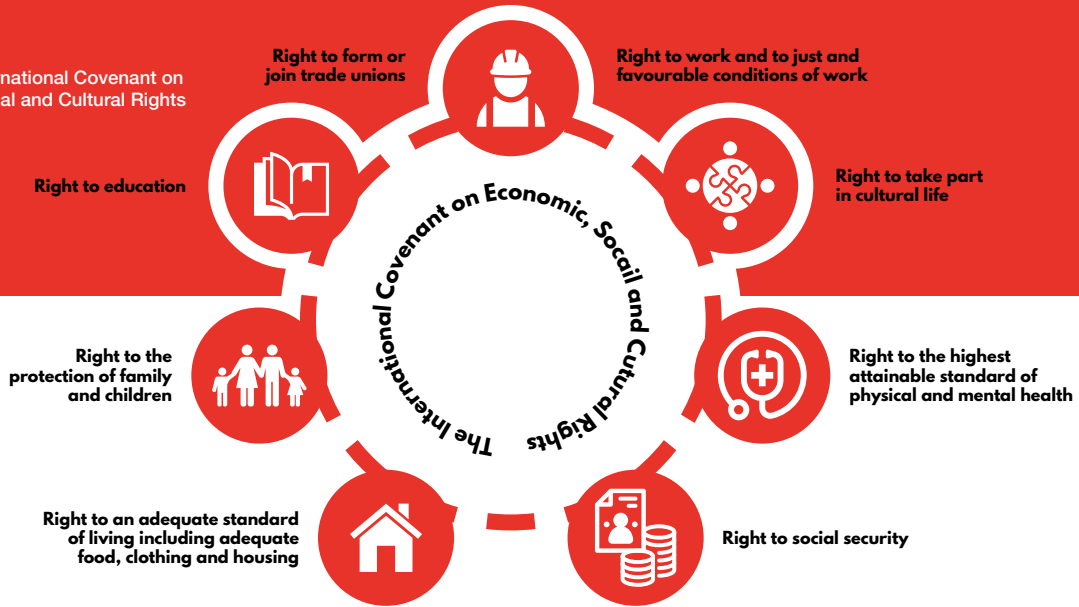 rnational Covenant on
al and Cultural Rights
Right to form or
join trade unions
Right to work and to just and
favourable conditions of work
Right to education
Right to take part
in cultural life
The International Covenant on Economic, Socail and Cutural Rights
Right to the
protection of family
and children
Right to the highest
attainable standard of
physical and mental health
Right to an adequate standard
of living including adequate
food, clothing and housing
Right to social security